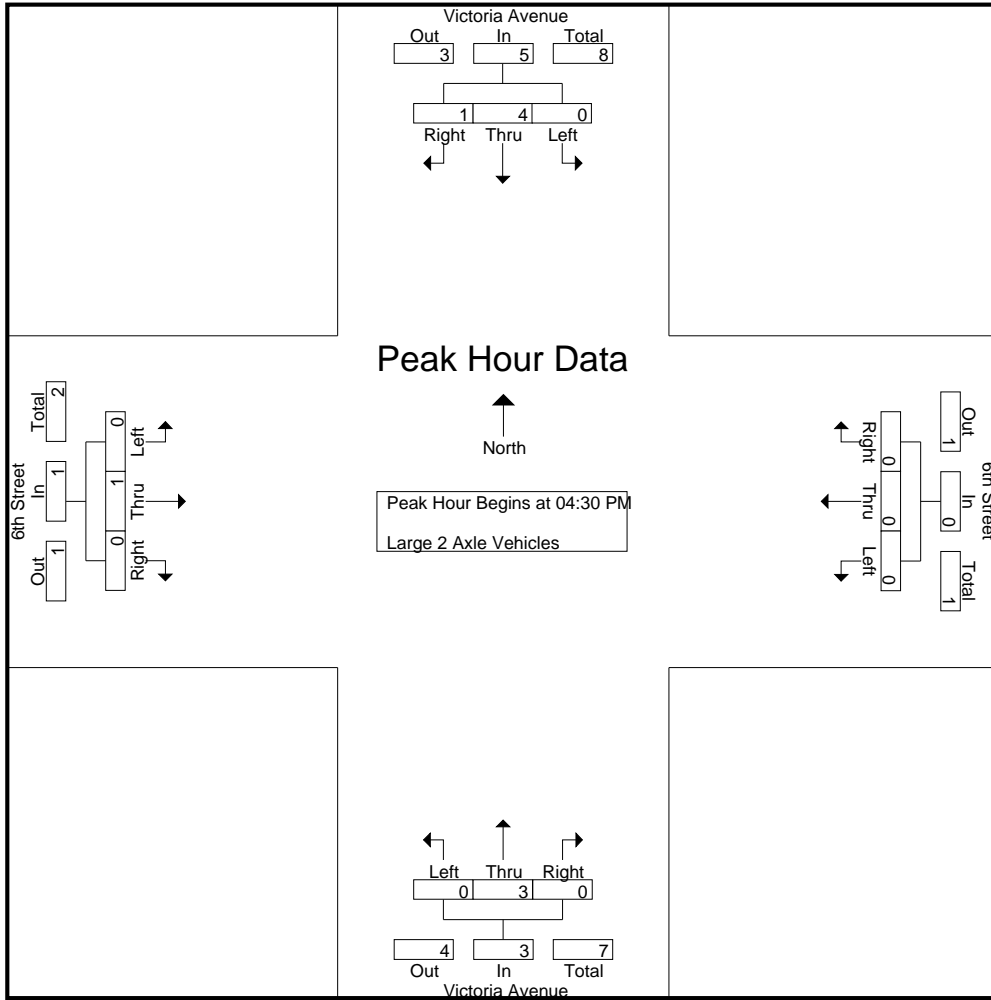 Victoria Avenue
Out In Total
3 5 8
1 4 0
Right Thru Left
Peak Hour Data
North
Peak Hour Begins at 04:30 PM
Large 2 Axle Vehicles
6th Street
Total In Out
2 1 1
0 1 0
Left Thru Right
6th Street
Out In Total
1 0 1
0 0 0
Right Thru Left
Left Thru Right
0 3 0
4 3 7
Out In Total
Victoria Avenue